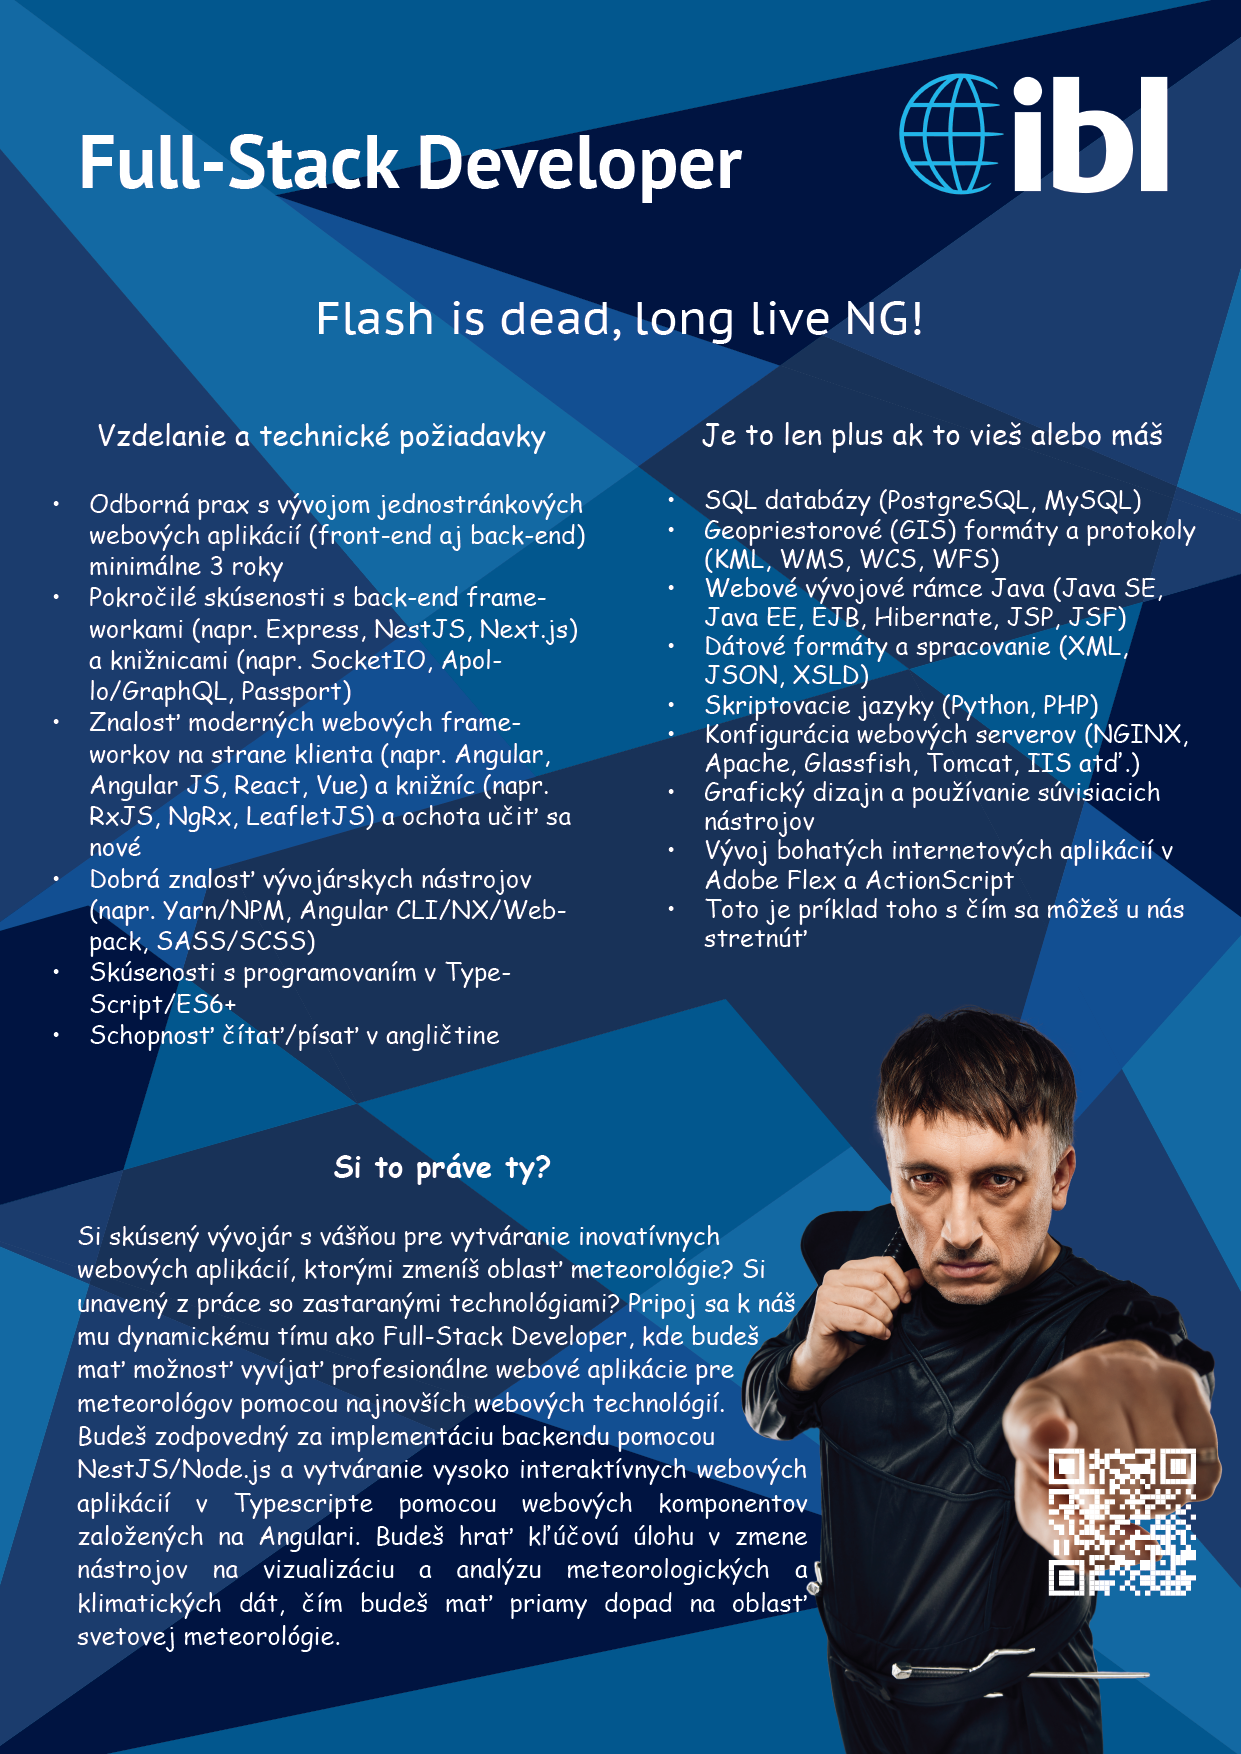 ibl
Full-Stack Developer
Flash is dead, long live NG!
Vzdelanie a technické požiadavky
• Odborná prax s vývojom jednostránkových
webových aplikácií (front-end aj back-end)
minimálne 3 roky
• Pokročilé skúsenosti s back-end frame-
workami (napr. Express, NestJS, Next.js)
a knižnicami (napr. SocketIO, Apol-
lo/GraphQL, Passport)
• Znalosť moderných webových frame-
workov na strane klienta (napr. Angular,
Angular JS, React, Vue) a knižníc (napr.
RxJS, NgRx, LeafletJS) a ochota učiť sa
nové
• Dobrá znalosť vývojárskych nástrojov
(napr. Yarn/NPM, Angular CLI/NX/Web-
pack, SASS/SCSS)
• Skúsenosti s programovaním v Type-
Script/ES6+
• Schopnosť čítať/písať v angličtine
Je to len plus ak to vieš alebo máš
• SQL databázy (PostgreSQL, MySQL)
• Geopriestorové (GIS) formáty a protokoly
(KML, WMS, WCS, WFS)
• Webové vývojové rámce Java (Java SE,
Java EE, EJB, Hibernate, JSP, JSF)
• Dátové formáty a spracovanie (XML,
JSON, XSLD)
• Skriptovacie jazyky (Python, PHP)
• Konfigurácia webových serverov (NGINX,
Apache, Glassfish, Tomcat, IIS atď.)
• Grafický dizajn a používanie súvisiacich
nástrojov
• Vývoj bohatých internetových aplikácií v
Adobe Flex a ActionScript
• Toto je príklad toho s čím sa môžeš u nás
stretnúť
Si to práve ty?
Si skúsený vývojár s vášňou pre vytváranie inovatívnych
webových aplikácií, ktorými zmeníš oblasť meteorológie? Si
unavený z práce so zastaranými technológiami? Pripoj sa k náš
mu dynamickému tímu ako Full-Stack Developer, kde budeš
mať možnosť vyvíjať profesionálne webové aplikácie pre
meteorológov pomocou najnovších webových technológií.
Budeš zodpovedný za implementáciu backendu pomocou
NestJS/Node.js a vytváranie vysoko interaktívnych webových
aplikácií v Typescripte pomocou webových komponentov
založených na Angulari. Budeš hrať kľúčovú úlohu v zmene
nástrojov na vizualizáciu a analýzu meteorologických a
klimatických dát, čím budeš mať priamy dopad na oblasť
svetovej meteorológie.